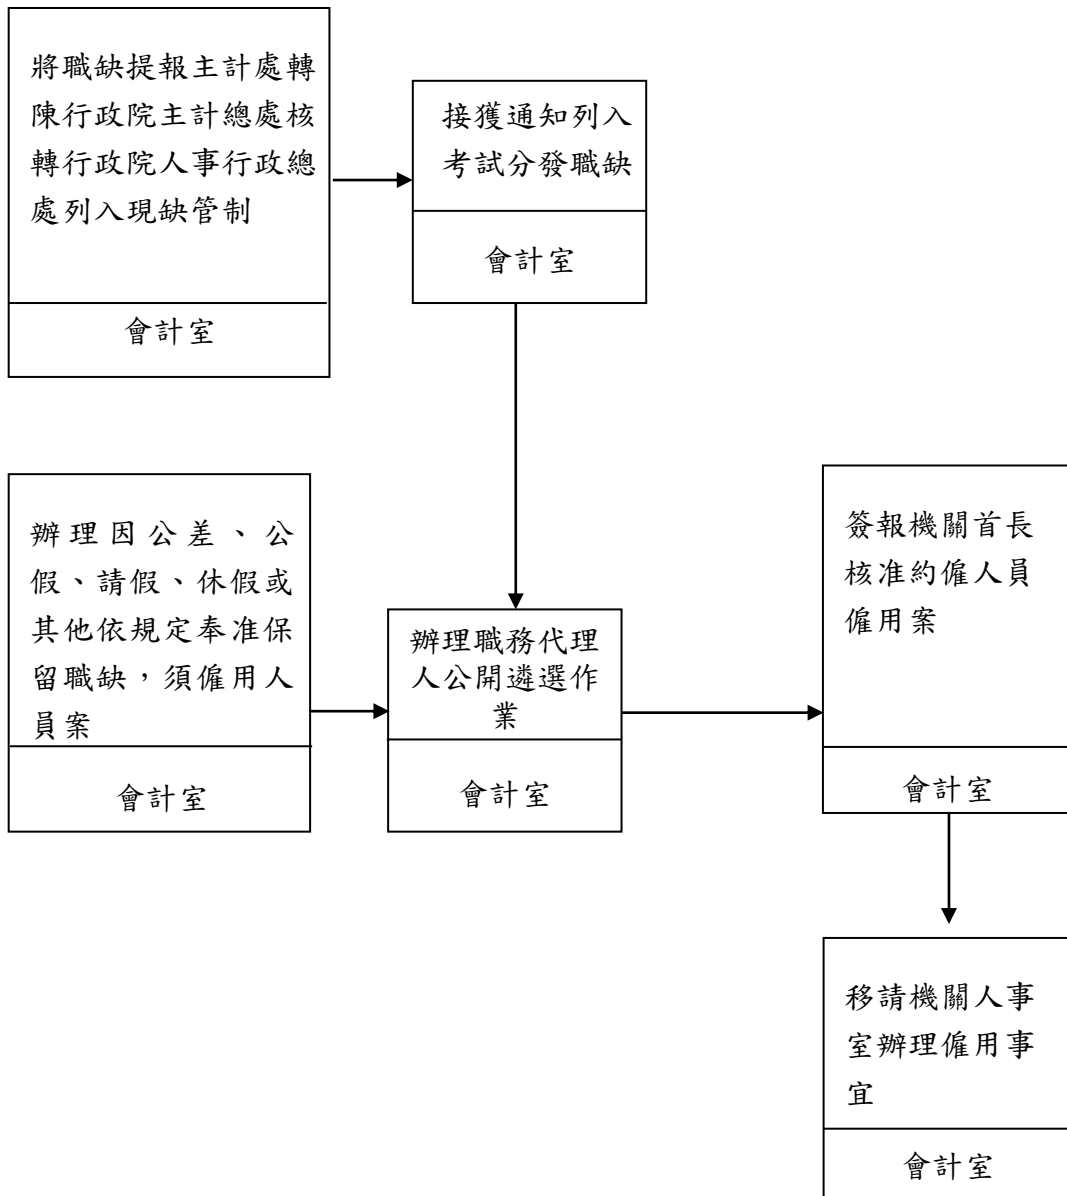 將職缺提報主計處轉
陳行政院主計總處核
轉行政院人事行政總
處列入現缺管制
會計室
接獲通知列入
考試分發職缺
會計室
辦理因公差、公
假、請假、休假或
其他依規定奉准保
留職缺，須僱用人
員案
會計室
辦理職務代理
人公開遴選作
業
會計室
簽報機關首長
核准約僱人員
僱用案
會計室
移請機關人事
室辦理僱用事
宜
會計室